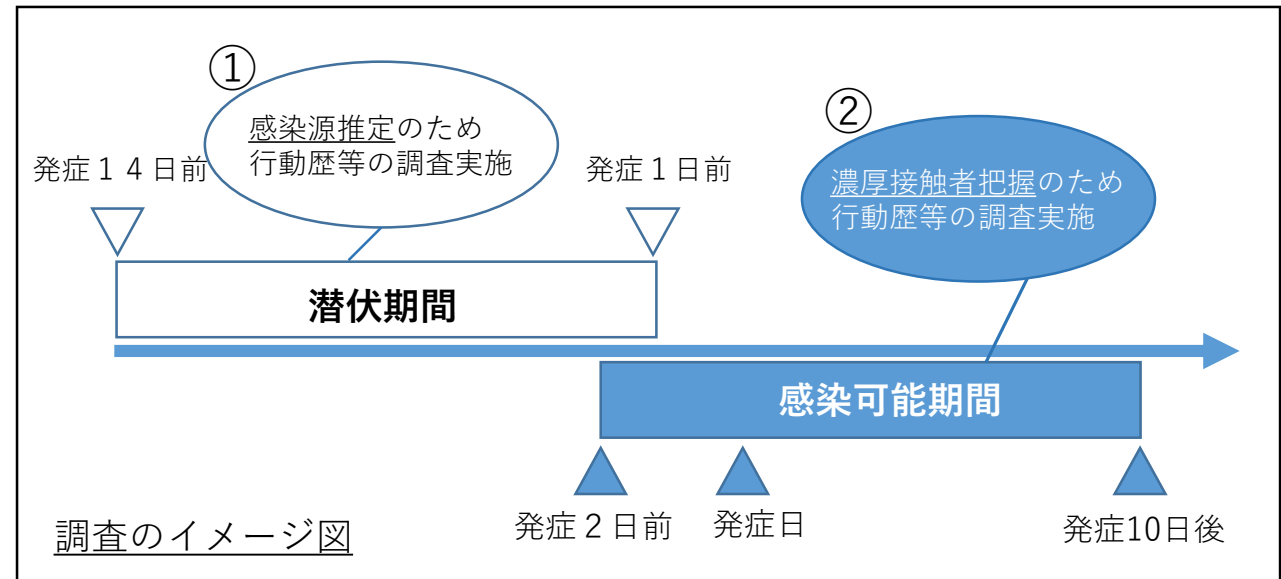 ①
感染源推定のため
行動歴等の調査実施
②
濃厚接触者把握のため
行動歴等の調査実施
発症１４日前
発症１日前
潜伏期間
感染可能期間
発症２日前
発症日
発症10日後
調査のイメージ図